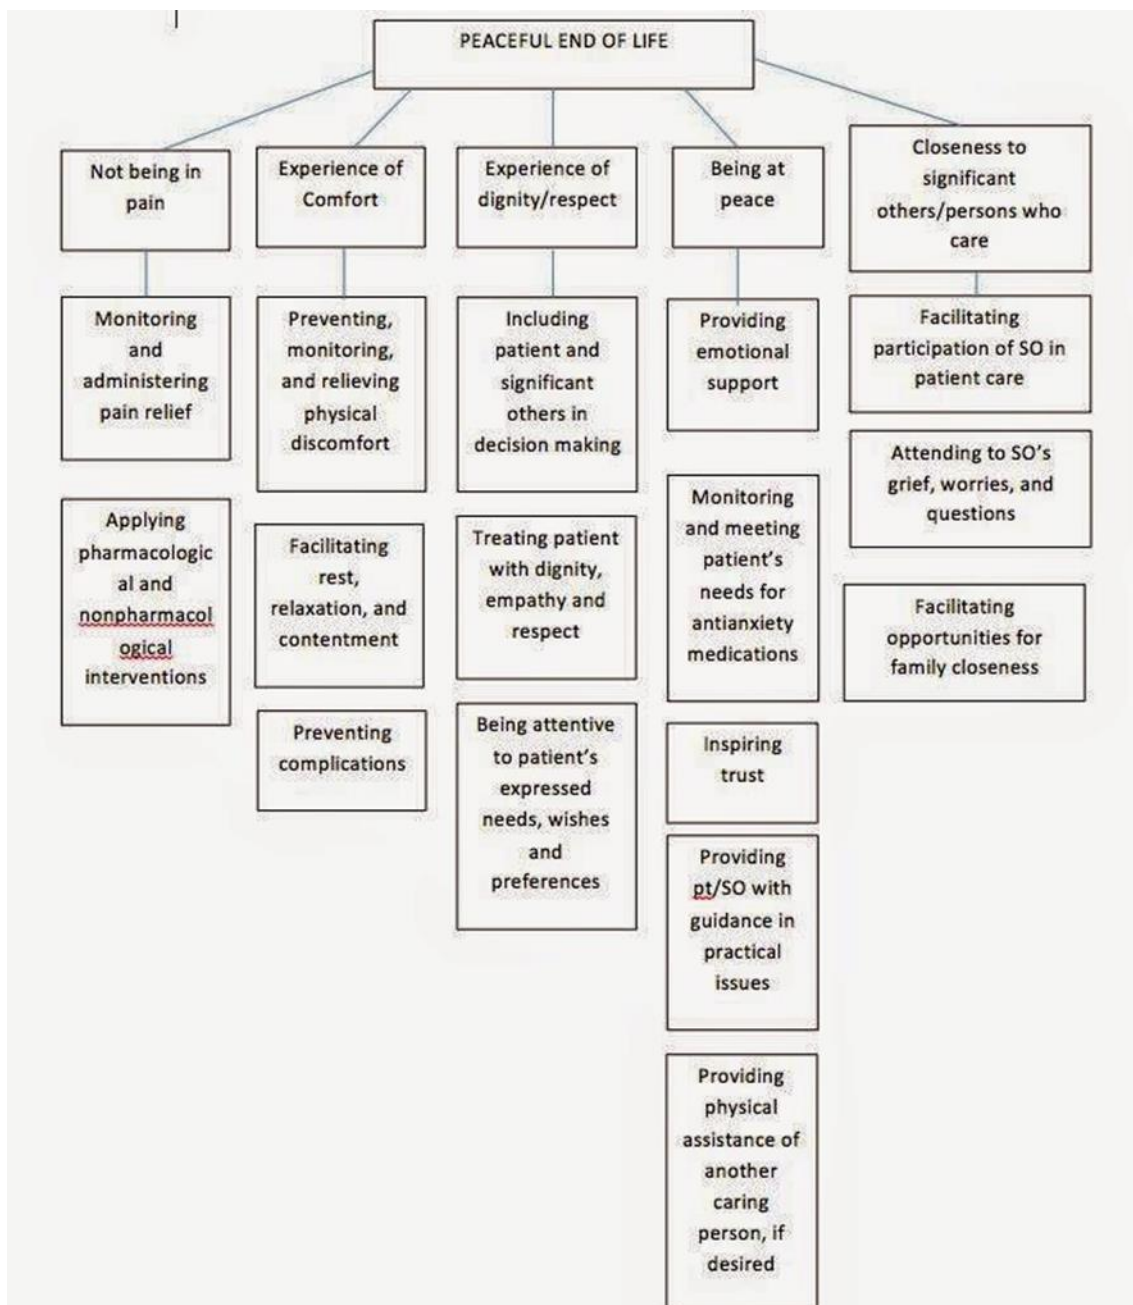 PEACEFUL END OF LIFE
Not being in
pain
Monitoring
and
administering
pain relief
Applying
pharmacologic
al and
nonpharmacol
ogical
interventions
Experience of
Comfort
Preventing,
monitoring,
and relieving
physical
discomfort
Facilitating
rest,
relaxation, and
contentment
Preventing
complications
Experience of
dignity/respect
Including
patient and
significant
others in
decision making
Treating patient
with dignity,
empathy and
respect
Being attentive
to patient's
expressed
needs, wishes
and
preferences
Being at
peace
Providing
emotional
support
Monitoring
and meeting
patient's
needs for
antianxiety
medications
Inspiring
trust
Providing
pt/SO with
guidance in
practical
issues
Providing
physical
assistance of
another
caring
person, if
desired
Closeness to
significant
others/persons who
care
Facilitating
participation of SO in
patient care
Attending to SO's
grief, worries, and
questions
Facilitating
opportunities for
family closeness